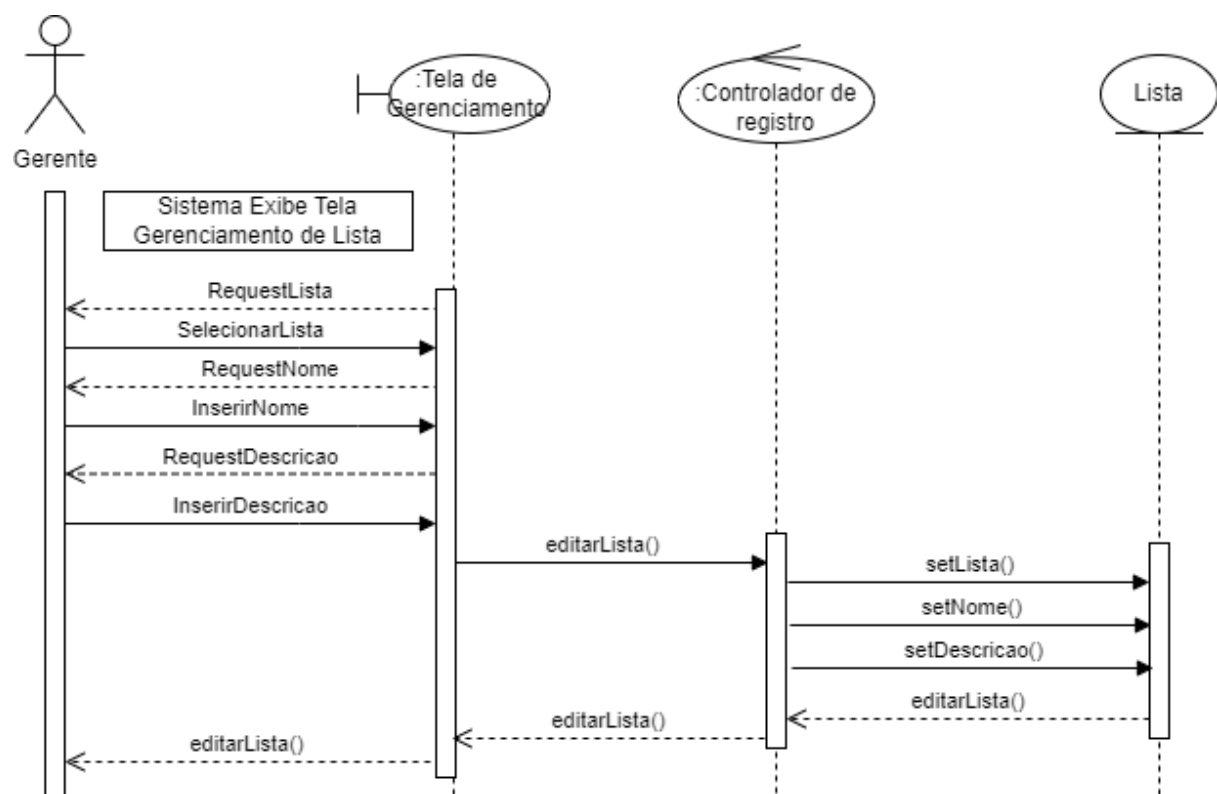 :Tela de
Gerenciamento
:Controlador de
registro
Lista
Gerente
Sistema Exibe Tela
Gerenciamento de Lista
RequestLista
SelecionarLista
RequestNome
InserirNome
RequestDescricao
InserirDescricao
editarLista()
setLista()
setNome()
setDescricao()
editarLista()
editarLista()
editarLista()